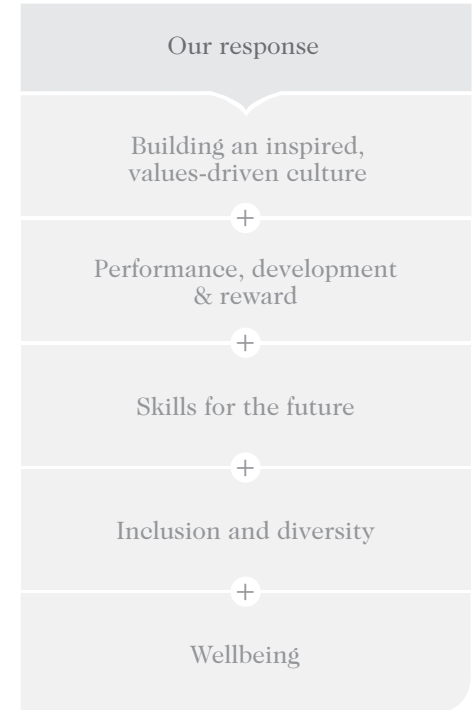 Our response
Building an inspired,
values-driven culture
+
Performance, development
& reward
+
Skills for the future
+
Inclusion and diversity
+
Wellbeing